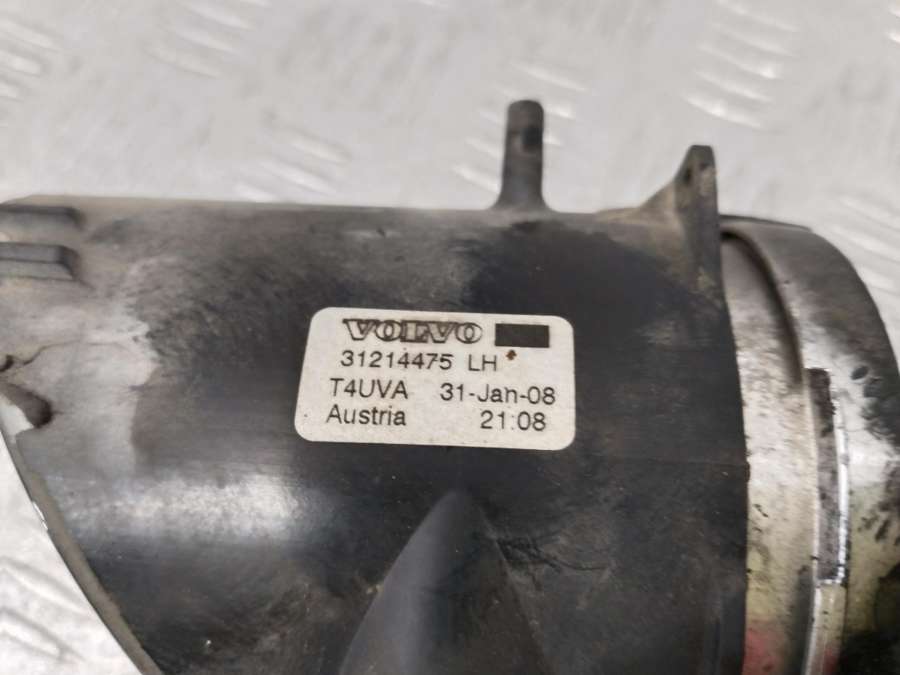 VOLVO
31214475 LH
T4UVA 31-Jan-08
Austria 21:08